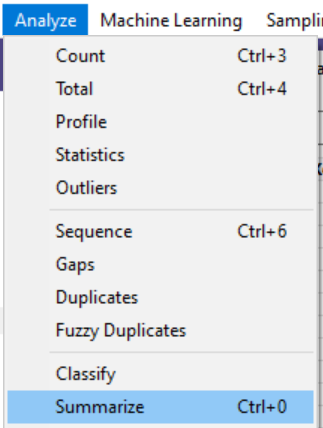 Analyze Machine Learning Sampli
Count Ctrl+3
Total Ctrl+4
Profile
Statistics
Outliers
Sequence Ctrl+6
Gaps
Duplicates
Fuzzy Duplicates
Classify
Summarize Ctrl+0